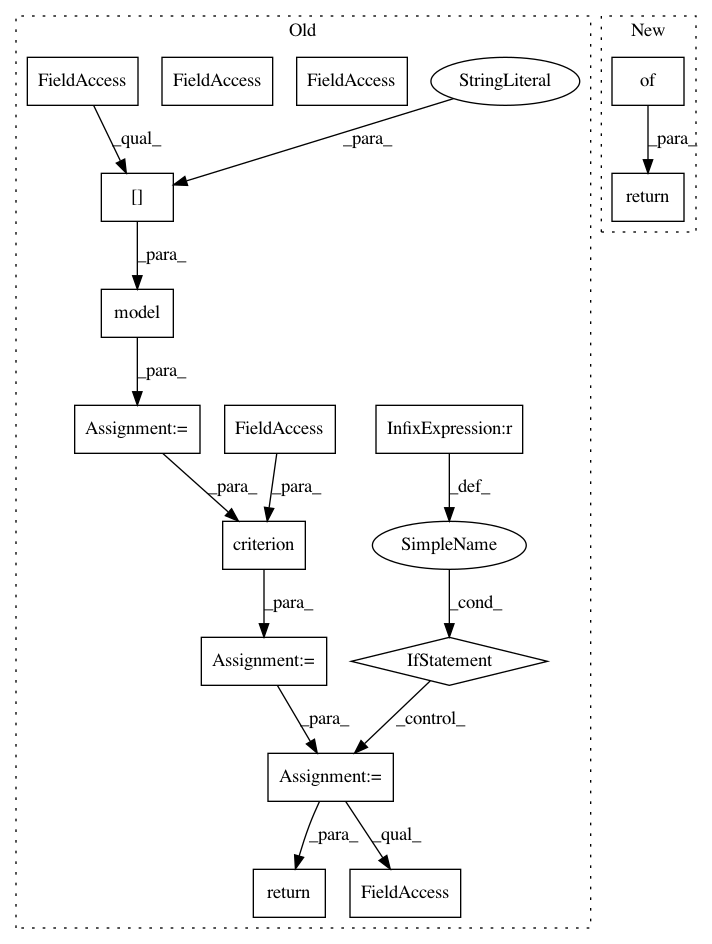 Old
New
FieldAccess
FieldAccess
FieldAccess
StringLiteral
of
_qual_
_para_
_para_
[]
return
_para_
model
_para_
Assignment:=
FieldAccess
InfixExpression:r
_para_
_para_
_def_
criterion
SimpleName
_para_
_cond_
Assignment:=
IfStatement
_para_
_control_
Assignment:=
_para_
_qual_
return
FieldAccess